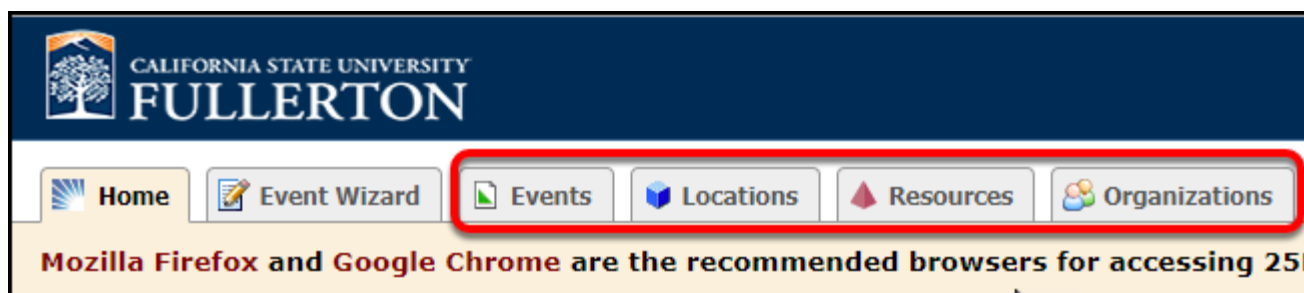 CALIFORNIA STATE UNIVERSITY
FULLERTON
Home Event Wizard Events Locations Resources Organizations
Mozilla Firefox and Google Chrome are the recommended browsers for accessing 25